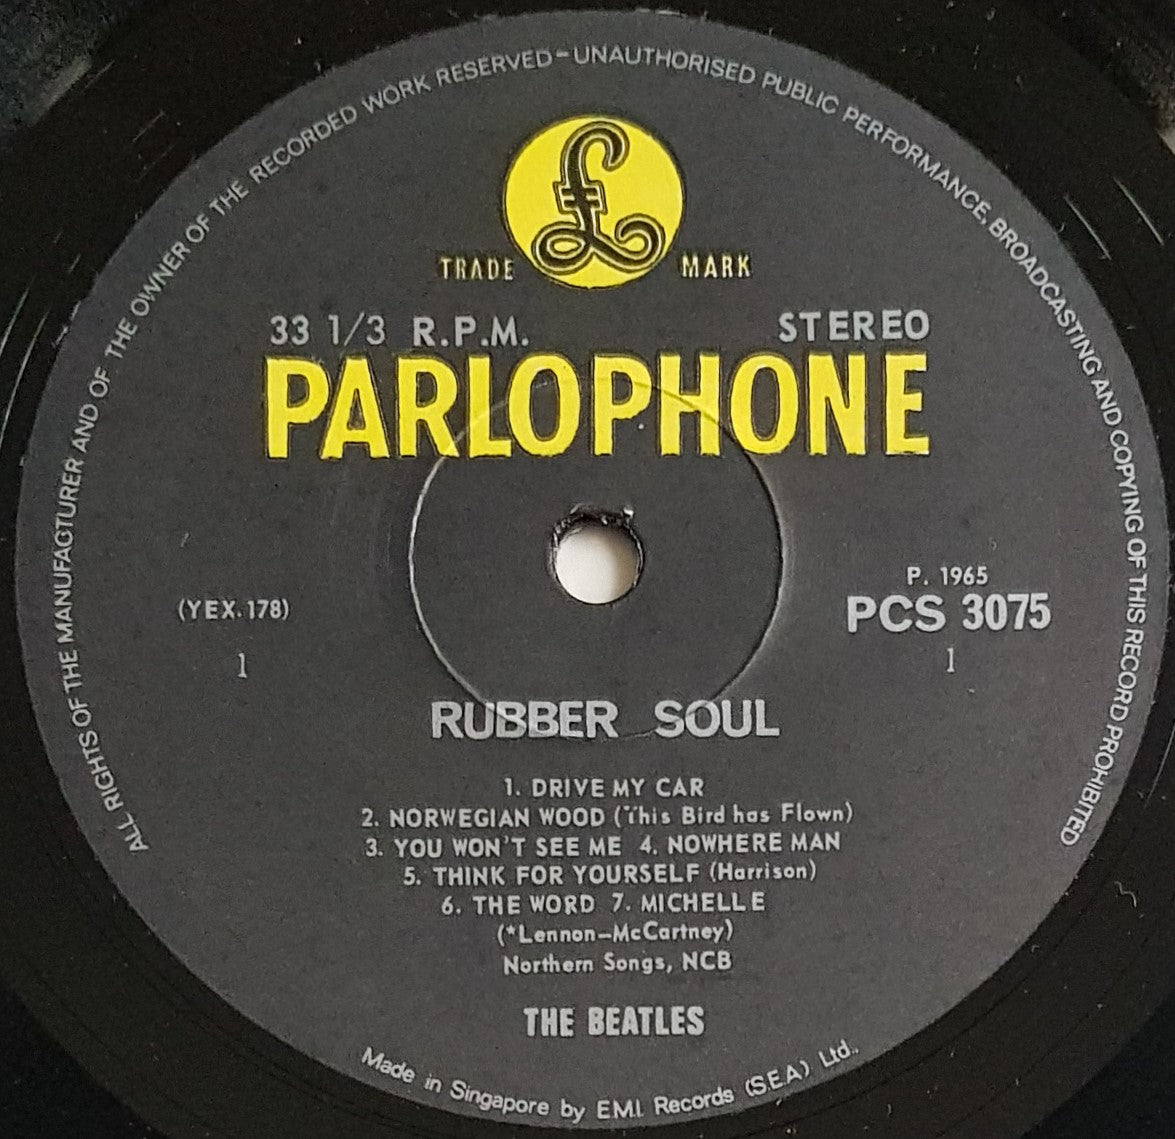 ALL RIGHTS OF THE MANUFACTURER AND OF THE OWNER OF THE RECORDED WORK RESERVED – UNAUTHORISED PUBLIC PERFORMANCE, BROADCASTING AND COPYING OF THIS RECORD PROHIBITED
£
TRADE MARK
33 1/3 R.P.M. STEREO
PARLOPHONE
P. 1965
(YEX. 178) PCS 3075
1 1
RUBBER SOUL
1. DRIVE MY CAR
2. NORWEGIAN WOOD (This Bird has Flown)
3. YOU WON'T SEE ME 4. NOWHERE MAN
5. THINK FOR YOURSELF (Harrison)
6. THE WORD 7. MICHELLE
(*Lennon–McCartney)
Northern Songs, NCB
THE BEATLES
Made in Singapore by E.M.I. Records (S.E.A.) Ltd.